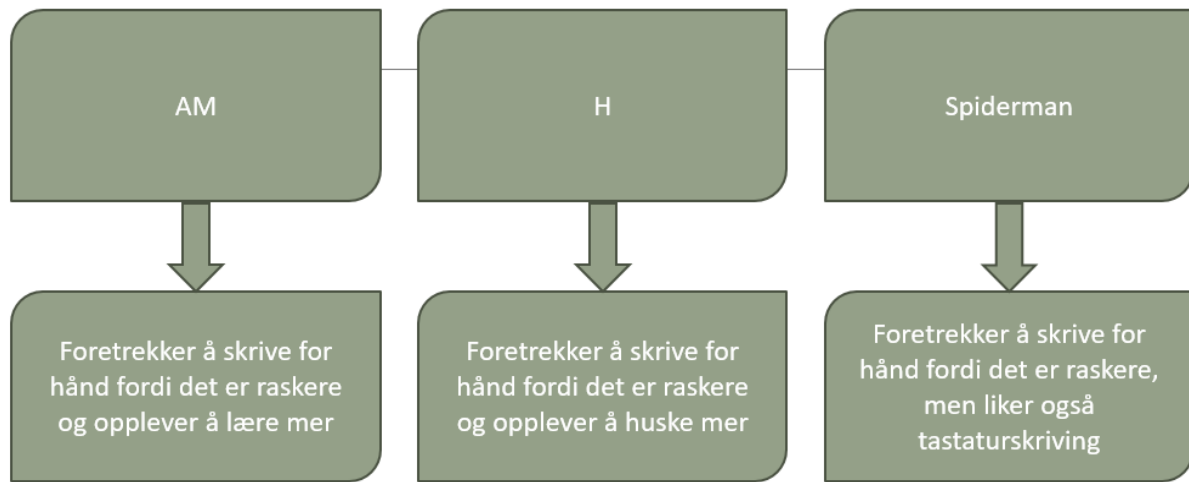 AM
H
Spiderman
Foretrekker å skrive for
hånd fordi det er raskere
og opplever å lære mer
Foretrekker å skrive for
hånd fordi det er raskere
og opplever å huske mer
Foretrekker å skrive for
hånd fordi det er raskere,
men liker også
tastaturskriving